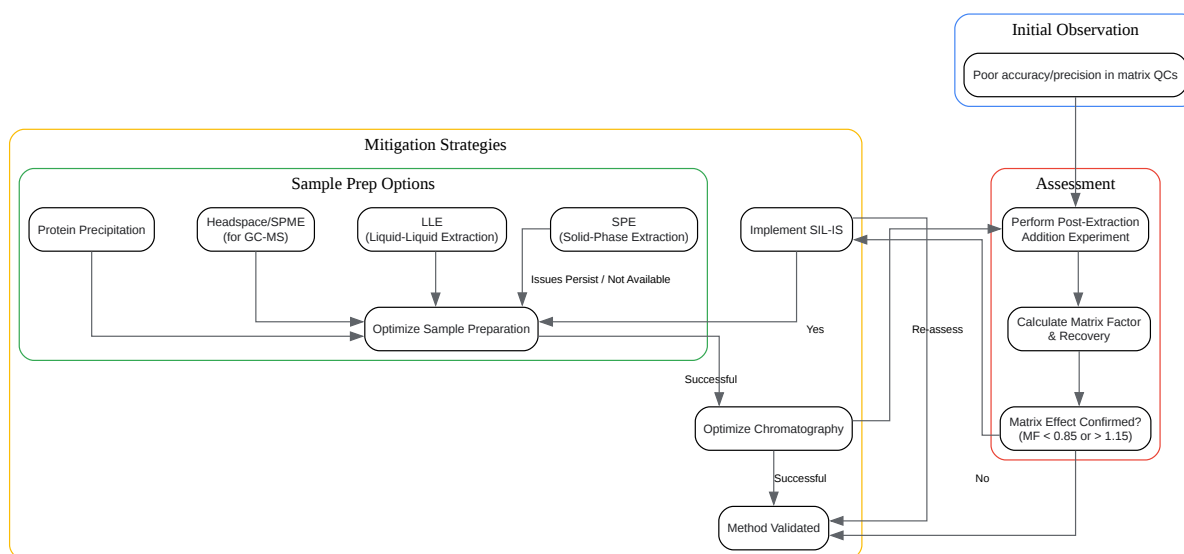 Initial Observation
Poor accuracy/precision in matrix QCs
Mitigation Strategies
Sample Prep Options
Assessment
Protein Precipitation
Headspace/SPME
(for GC-MS)
LLE
(Liquid-Liquid Extraction)
SPE
(Solid-Phase Extraction)
Implement SIL-IS
Perform Post-Extraction
Addition Experiment
Issues Persist / Not Available
Optimize Sample Preparation
Yes
Re-assess
Calculate Matrix Factor
& Recovery
Successful
Optimize Chromatography
Matrix Effect Confirmed?
(MF < 0.85 or > 1.15)
Successful
No
Method Validated